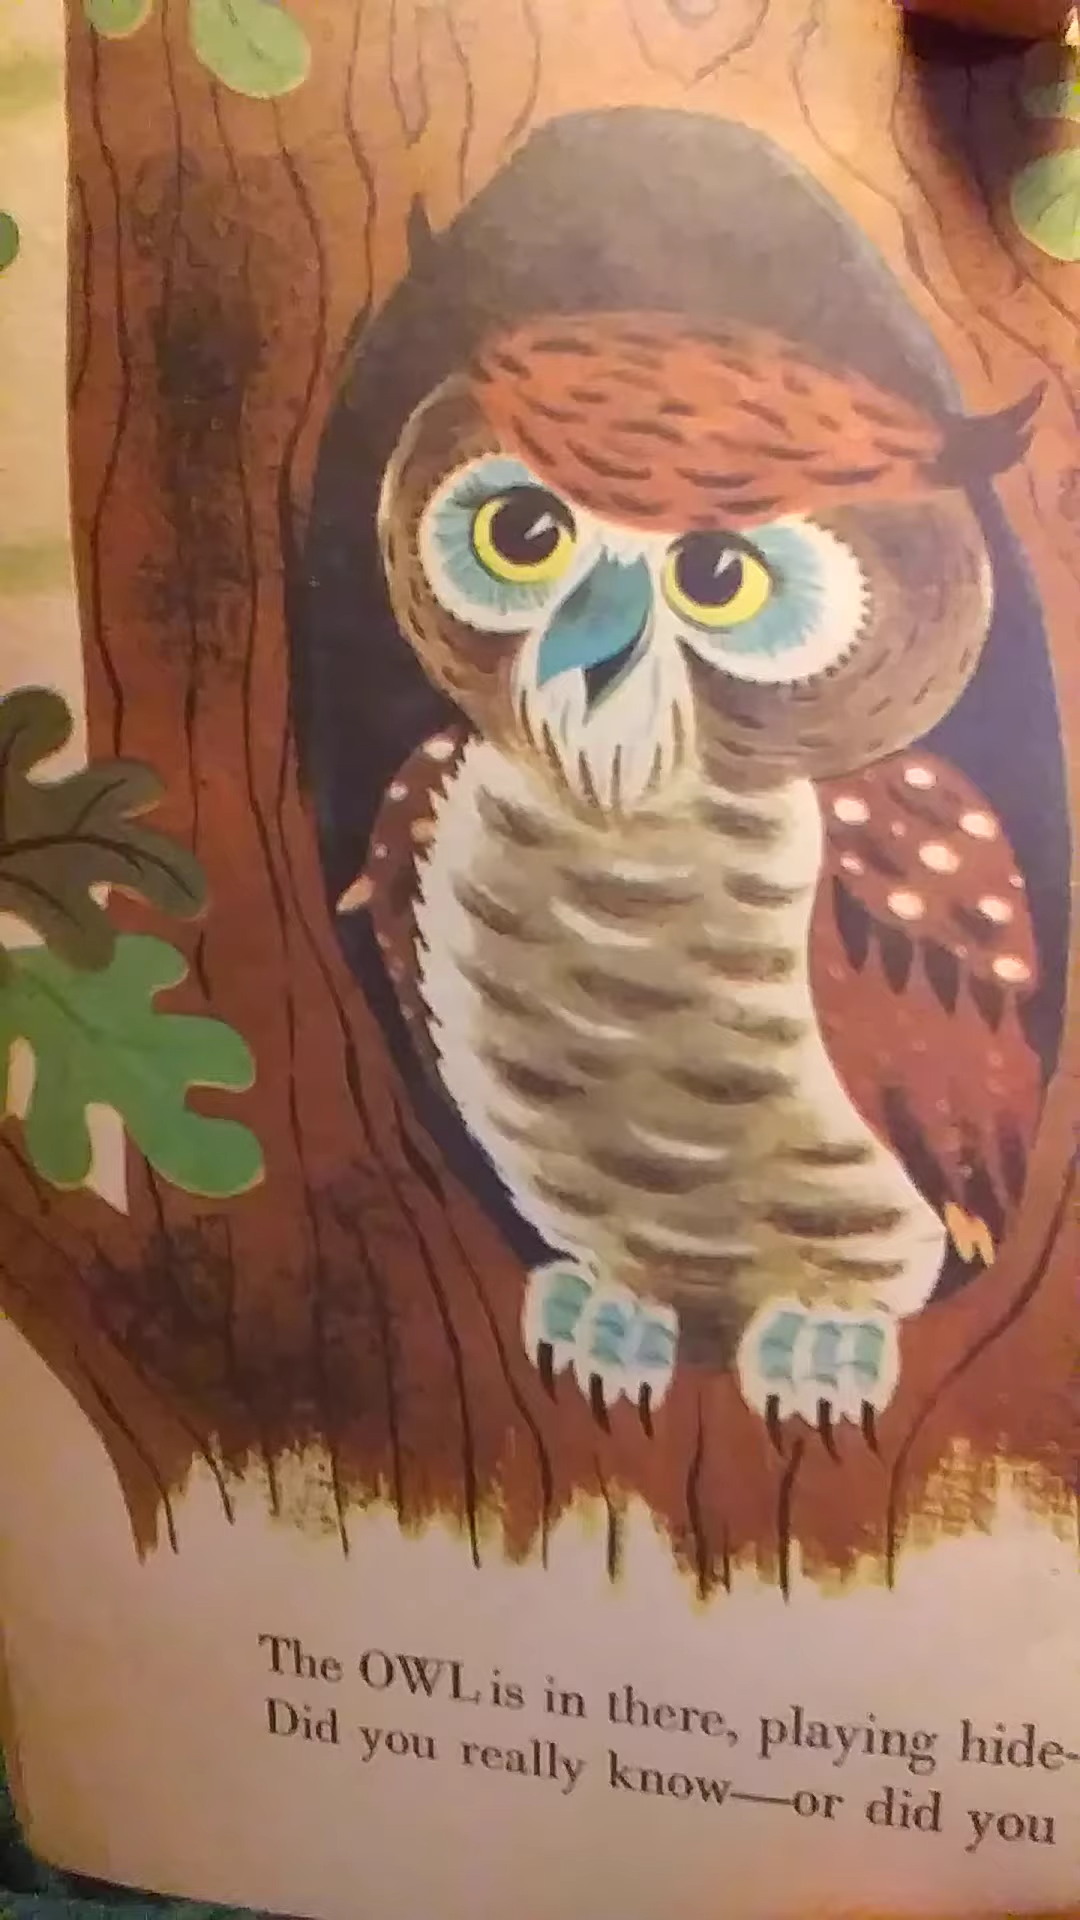 The OWL is in there, playing hide-
Did you really know—or did you